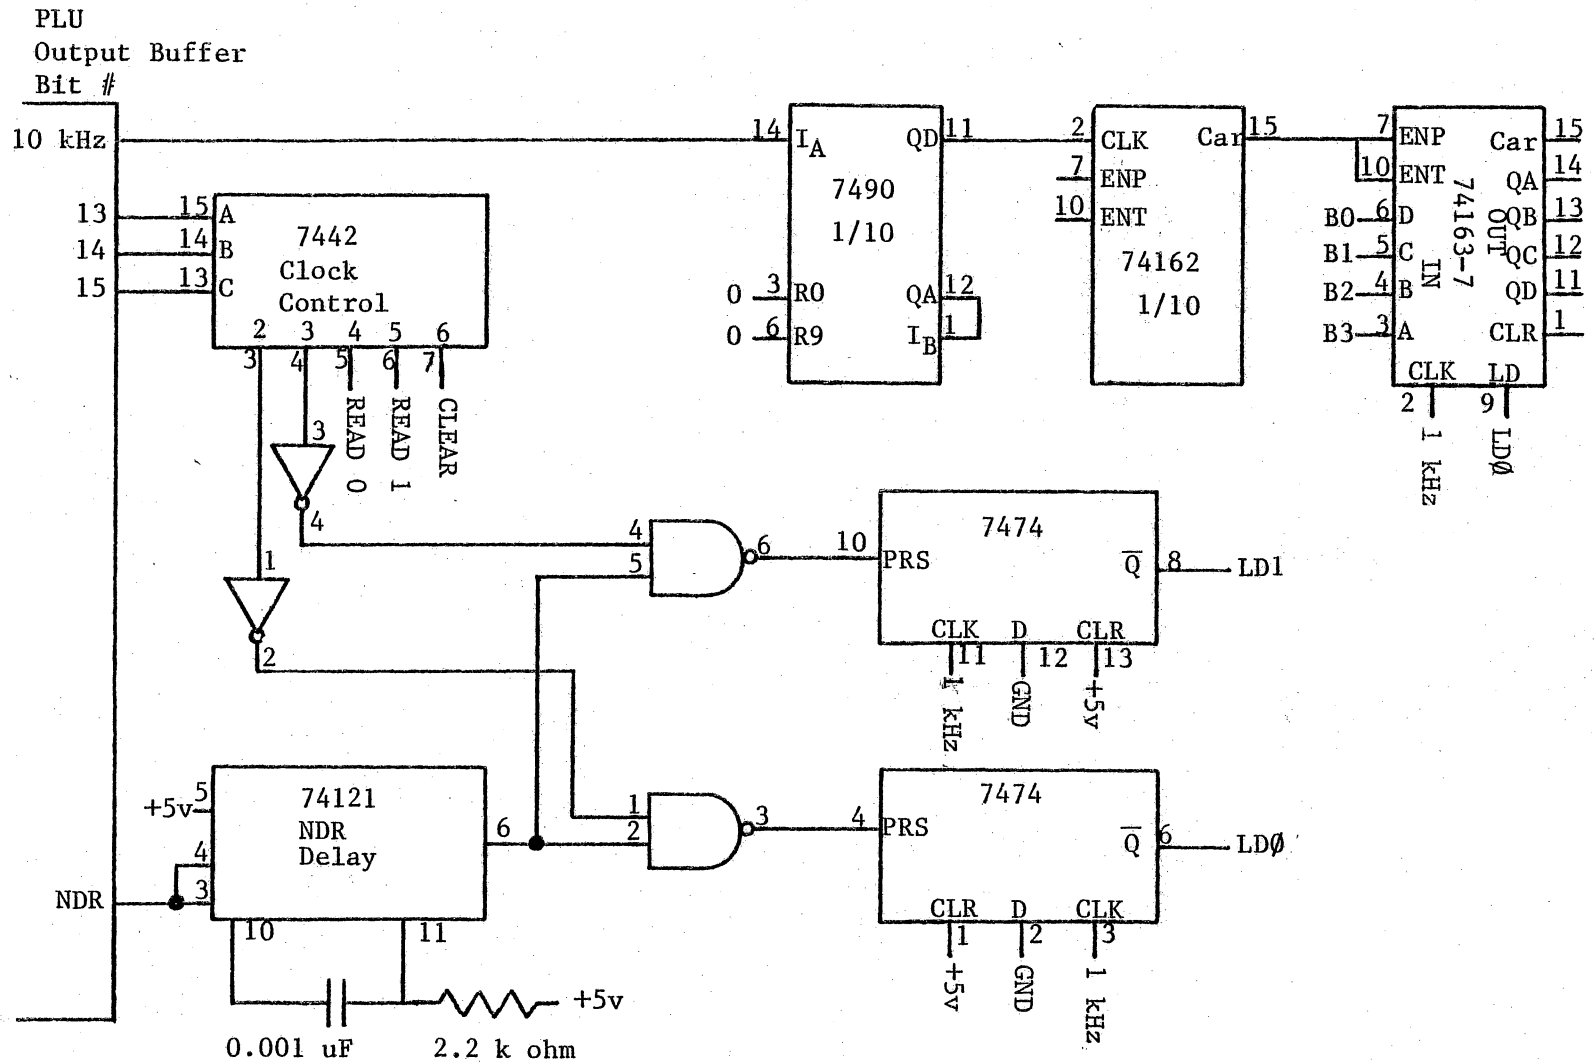 PLU
Output Buffer
Bit #
10 kHz
14
I_A
QD
11
7490
1/10
0
3
R0
0
6
R9
QA
12
I_B
1
2
CLK
Car
15
7
ENP
10
ENT
74162
1/10
7
ENP
10
ENT
B0
6
D
B1
5
C
B2
4
B
B3
3
A
IN
74163-7
OUT
Car
15
QA
14
QB
13
QC
12
QD
11
CLR
1
CLK
LD
2
9
1 kHz
LDØ
13
15
A
14
14
B
15
13
C
7442
Clock
Control
2
3
4
5
6
3
4
5
6
7
READ 0
READ 1
CLEAR
3
4
1
2
4
5
6
10
PRS
7474
Q̅
8
LD1
CLK
D
CLR
11
12
13
1 kHz
GND
+5v
+5v
5
74121
NDR
Delay
4
NDR
3
6
10
11
0.001 uF
2.2 k ohm
+5v
1
2
3
4
PRS
7474
Q̅
6
LDØ
CLR
D
CLK
1
2
3
+5v
GND
1 kHz